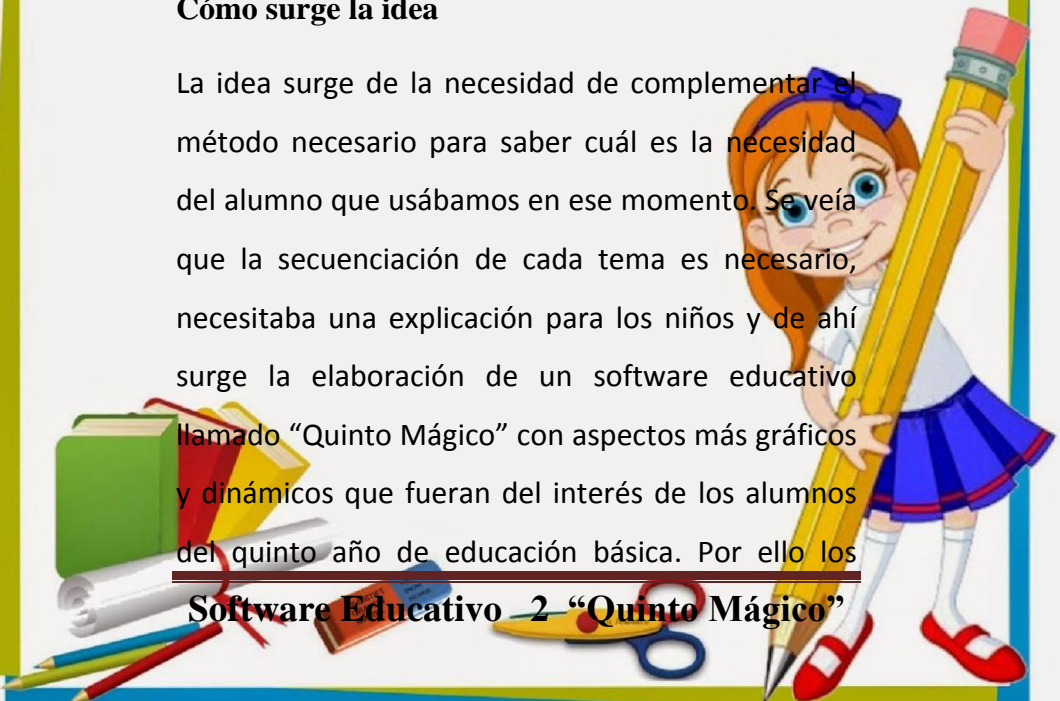 Cómo surge la idea
La idea surge de la necesidad de complementar el
método necesario para saber cuál es la necesidad
del alumno que usábamos en ese momento. Se veía
que la secuenciación de cada tema es necesario,
necesitaba una explicación para los niños y de ahí
surge la elaboración de un software educativo
llamado “Quinto Mágico” con aspectos más gráficos
y dinámicos que fueran del interés de los alumnos
del quinto año de educación básica. Por ello los
Software Educativo 2 “Quinto Mágico”